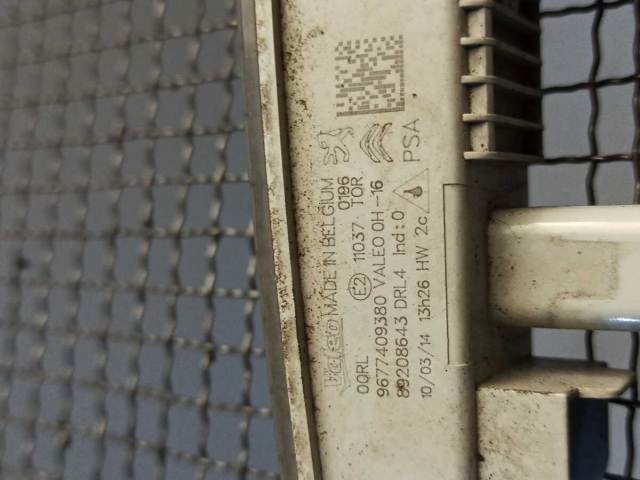 Valeo MADE IN BELGIUM
0QRL E2 11037 0196 TOR
9677409380 VALEO 0H-16
89208643 DRL4 Ind:0
10/03/14 13h26 HW 2c
PSA